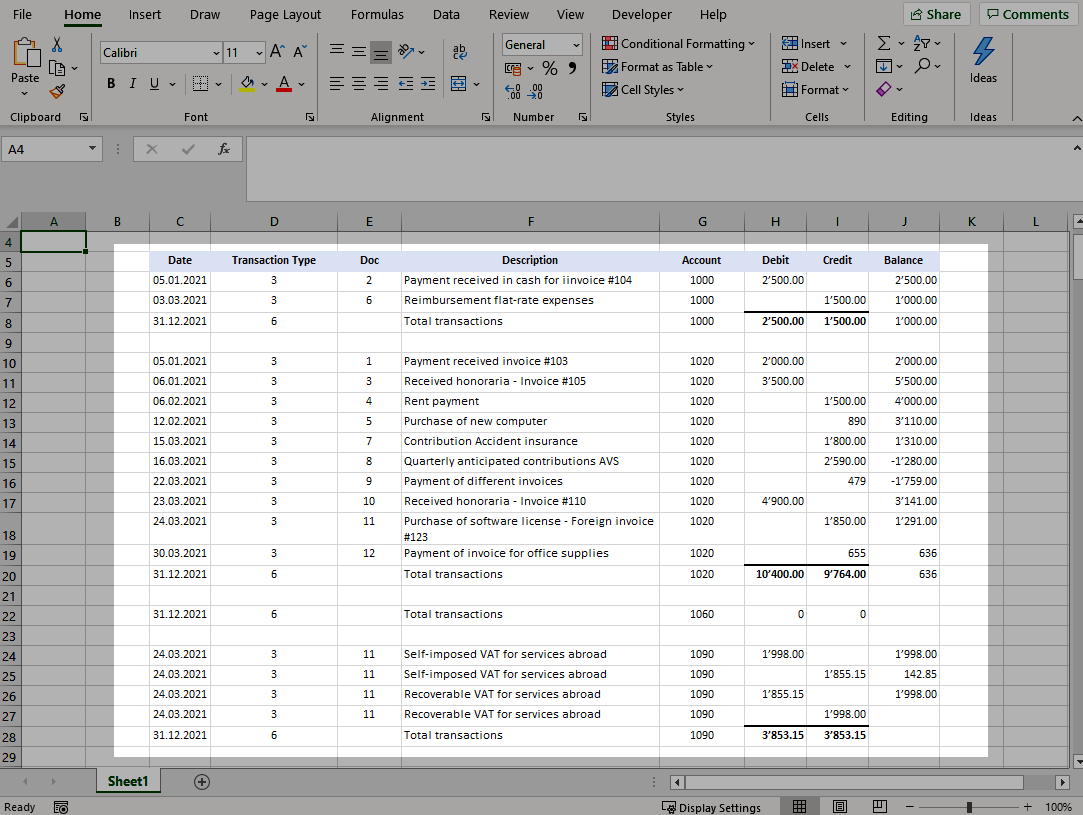 File Home Insert Draw Page Layout Formulas Data Review View Developer Help Share Comments
Calibri 11 General Conditional Formatting Insert
Paste B I U Format as Table Delete Ideas
Cell Styles Format
Clipboard Font Alignment Number Styles Cells Editing Ideas
A4 fx
A B C D E F G H I J K L
4
5 Date Transaction Type Doc Description Account Debit Credit Balance
6 05.01.2021 3 2 Payment received in cash for iinvoice #104 1000 2’500.00 2’500.00
7 03.03.2021 3 6 Reimbursement flat-rate expenses 1000 1’500.00 1’000.00
8 31.12.2021 6 Total transactions 1000 2’500.00 1’500.00 1’000.00
9
10 05.01.2021 3 1 Payment received invoice #103 1020 2’000.00 2’000.00
11 06.01.2021 3 3 Received honoraria - Invoice #105 1020 3’500.00 5’500.00
12 06.02.2021 3 4 Rent payment 1020 1’500.00 4’000.00
13 12.02.2021 3 5 Purchase of new computer 1020 890 3’110.00
14 15.03.2021 3 7 Contribution Accident insurance 1020 1’800.00 1’310.00
15 16.03.2021 3 8 Quarterly anticipated contributions AVS 1020 2’590.00 -1’280.00
16 22.03.2021 3 9 Payment of different invoices 1020 479 -1’759.00
17 23.03.2021 3 10 Received honoraria - Invoice #110 1020 4’900.00 3’141.00
18 24.03.2021 3 11 Purchase of software license - Foreign invoice 1020 1’850.00 1’291.00
#123
19 30.03.2021 3 12 Payment of invoice for office supplies 1020 655 636
20 31.12.2021 6 Total transactions 1020 10’400.00 9’764.00 636
21
22 31.12.2021 6 Total transactions 1060 0 0
23
24 24.03.2021 3 11 Self-imposed VAT for services abroad 1090 1’998.00 1’998.00
25 24.03.2021 3 11 Self-imposed VAT for services abroad 1090 1’855.15 142.85
26 24.03.2021 3 11 Recoverable VAT for services abroad 1090 1’855.15 1’998.00
27 24.03.2021 3 11 Recoverable VAT for services abroad 1090 1’998.00
28 31.12.2021 6 Total transactions 1090 3’853.15 3’853.15
29
Sheet1
Ready Display Settings 100%